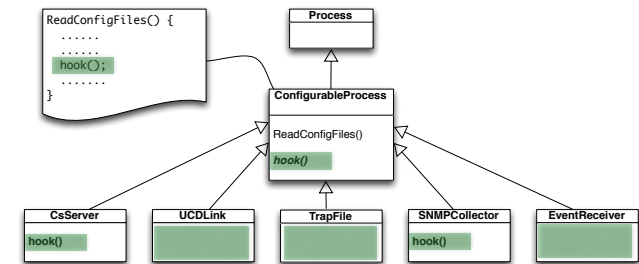 ReadConfigFiles() {
......
......
hook();
.......
}
Process
ConfigurableProcess
ReadConfigFiles()
hook()
CsServer
hook()
UCDLink
TrapFile
SNMPCollector
hook()
EventReceiver